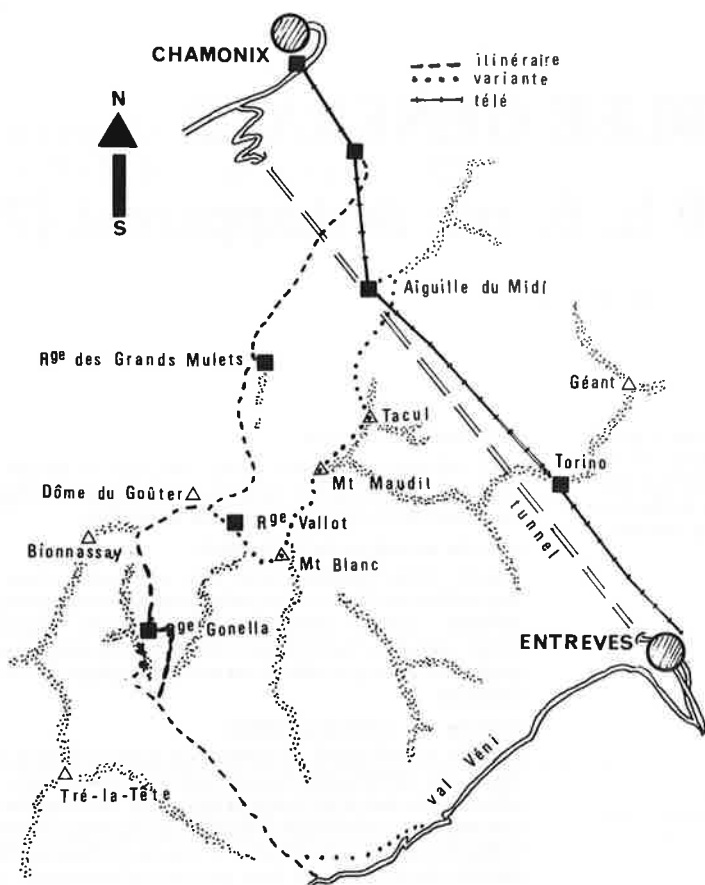 CHAMONIX
itinéraire
variante
télé
N
S
Aiguille du Midi
Rge des Grands Mulets
Géant
Tacul
Torino
Mt Maudit
Dôme du Goûter
tunnel
Rge Vallot
Bionnassay
Mt Blanc
Rge Gonella
ENTREVES
val Véni
Tré-la-Tête